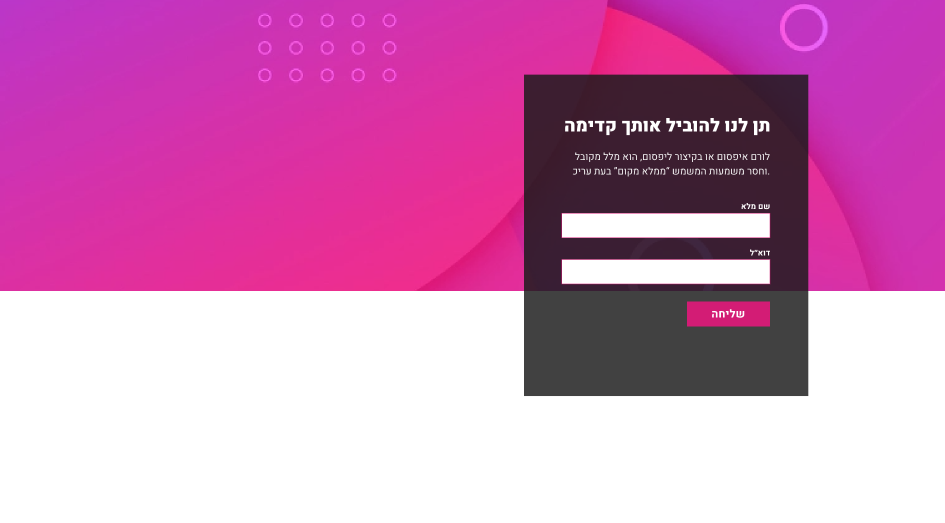 תן לנו להוביל אותך קדימה
לורם איפסום או בקיצור ליפסום, הוא מלל מקובל
.וחסר משמעות המשמש "ממלא מקום" בעת עריכ
שם מלא
דוא״ל
שליחה